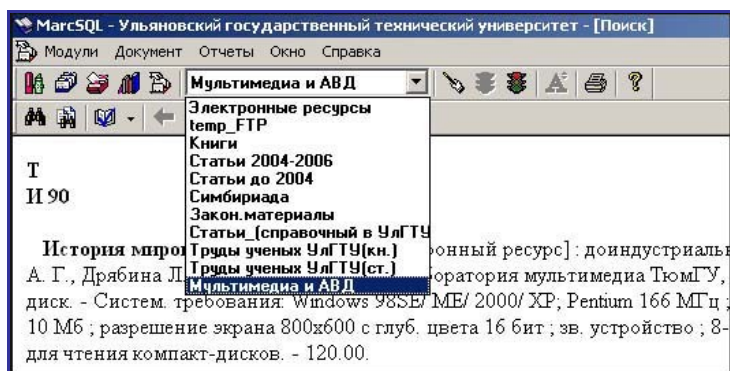 MarcSQL - Ульяновский государственный технический университет - [Поиск]
Модули Документ Отчеты Окно Справка
Мультимедиа и АВД
Электронные ресурсы
temp_FTP
Книги
Статьи 2004-2006
Статьи до 2004
Симбириада
Закон.материалы
Статьи_(справочный в УлГТУ
Труды ученых УлГТУ(кн.)
Труды ученых УлГТУ(ст.)
Мультимедиа и АВД
Т
И 90
История миро онный ресурс] : доиндустриаль
А. Г., Дрябина Л оратория мультимедиа ТюмГУ,
диск. - Систем. требования: Windows 98SE/ ME/ 2000/ XP; Pentium 166 МГц ;
10 Мб ; разрешение экрана 800x600 с глуб. цвета 16 бит ; зв. устройство ; 8-
для чтения компакт-дисков. - 120.00.